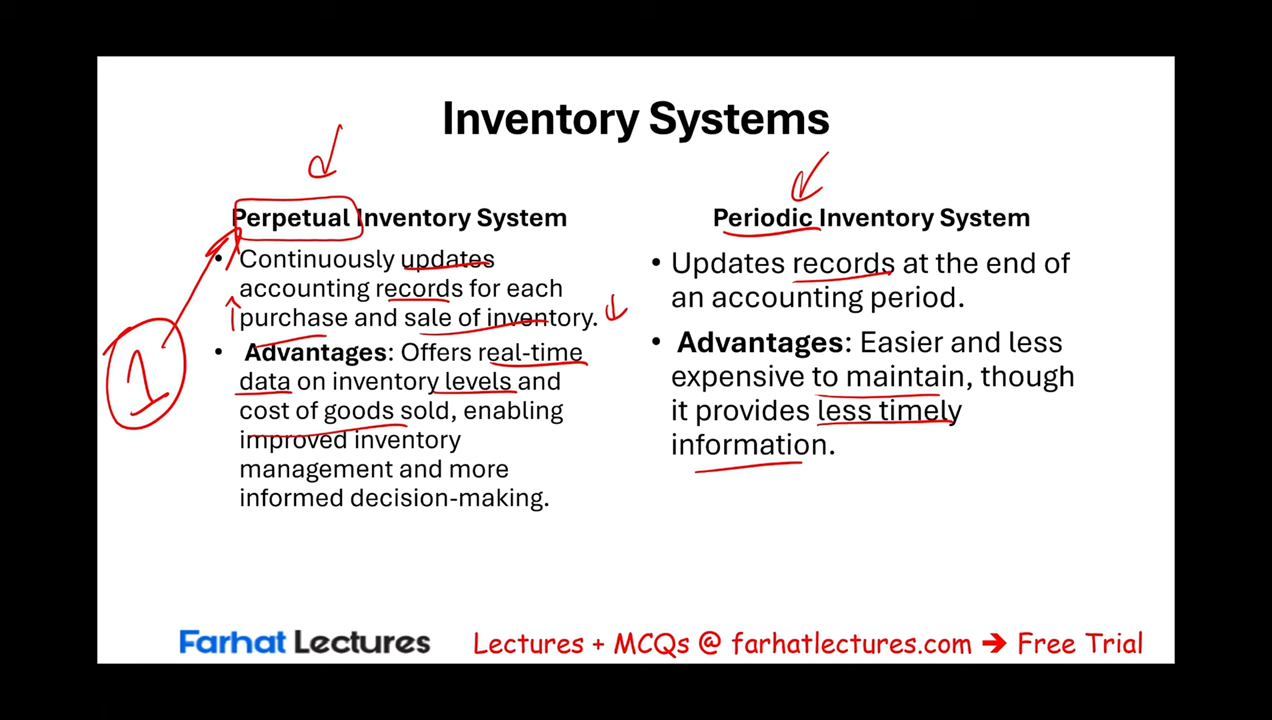 Inventory Systems
Perpetual Inventory System
• Continuously updates
accounting records for each
purchase and sale of inventory.
• Advantages: Offers real-time
data on inventory levels and
cost of goods sold, enabling
improved inventory
management and more
informed decision-making.
1
Periodic Inventory System
• Updates records at the end of
an accounting period.
• Advantages: Easier and less
expensive to maintain, though
it provides less timely
information.
Farhat Lectures
Lectures + MCQs @ farhatlectures.com ➔ Free Trial